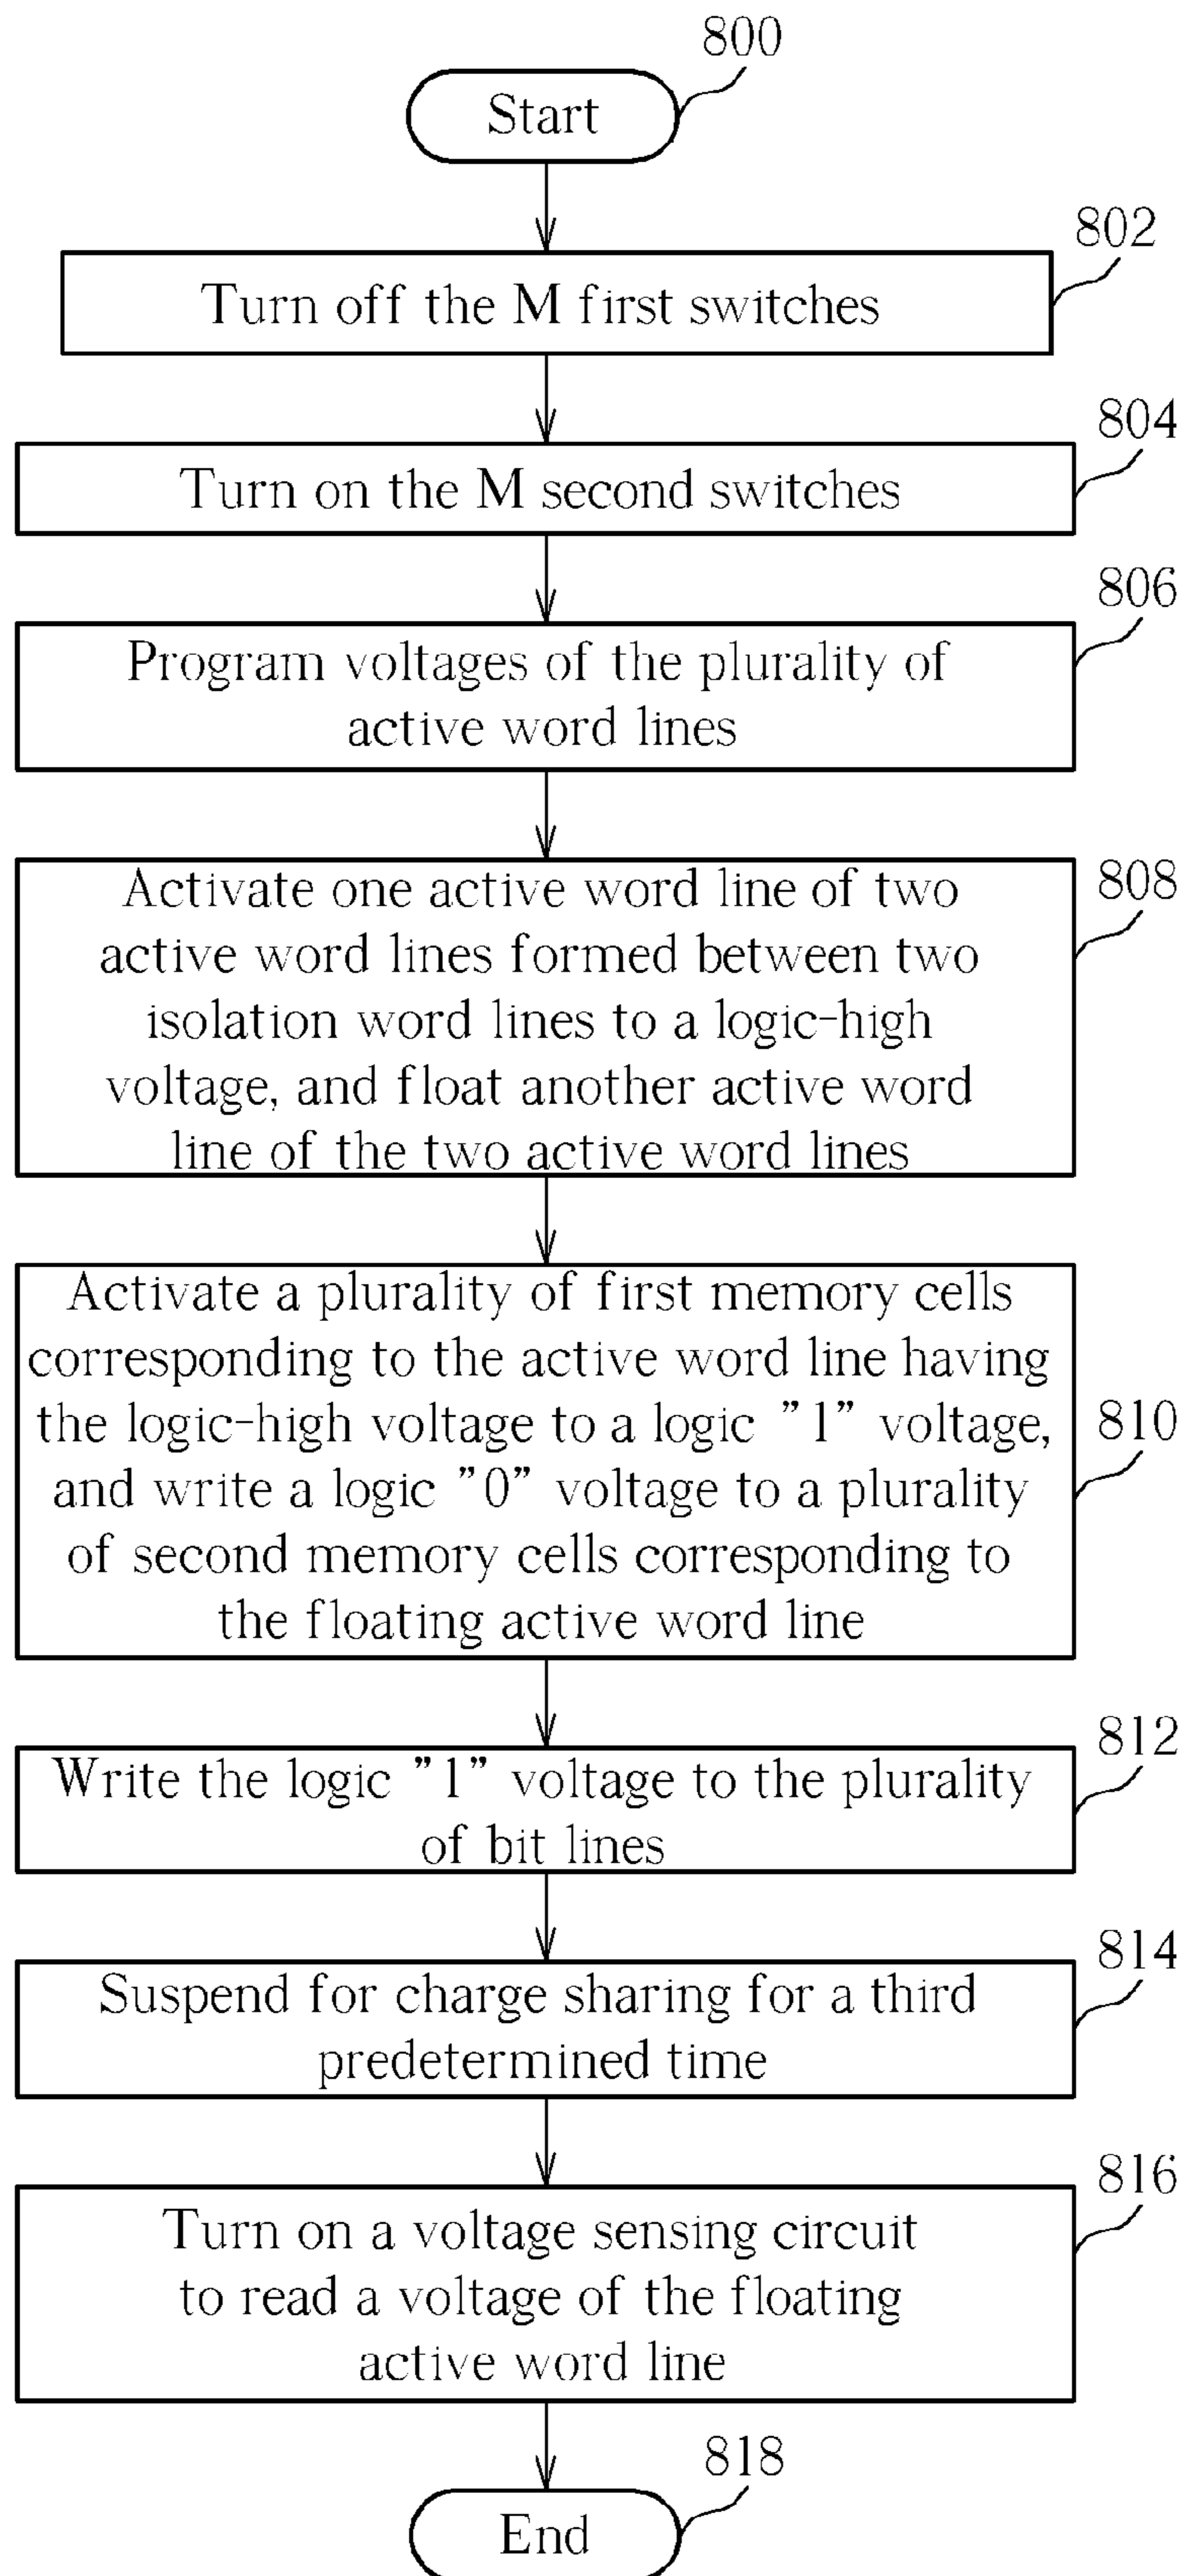 800
Start
802
Turn off the M first switches
804
Turn on the M second switches
806
Program voltages of the plurality of
active word lines
808
Activate one active word line of two
active word lines formed between two
isolation word lines to a logic-high
voltage, and float another active word
line of the two active word lines
Activate a plurality of first memory cells
corresponding to the active word line having
the logic-high voltage to a logic ”1” voltage,
810
and write a logic ”0” voltage to a plurality
of second memory cells corresponding to
the floating active word line
812
Write the logic ”1” voltage to the plurality
of bit lines
814
Suspend for charge sharing for a third
predetermined time
816
Turn on a voltage sensing circuit
to read a voltage of the floating
active word line
818
End